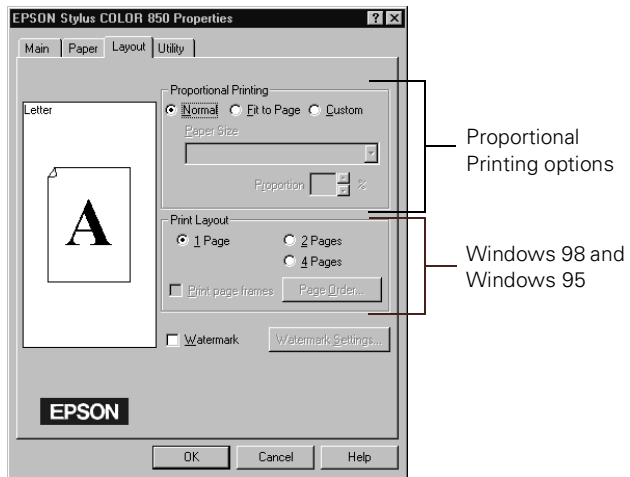 EPSON Stylus COLOR 850 Properties
Main Paper Layout Utility
Letter
A
Proportional Printing
Normal Fit to Page Custom
Paper Size
Proportion %
Print Layout
1 Page 2 Pages
4 Pages
Print page frames Page Order...
Watermark Watermark Settings...
EPSON
OK Cancel Help
Proportional
Printing options
Windows 98 and
Windows 95